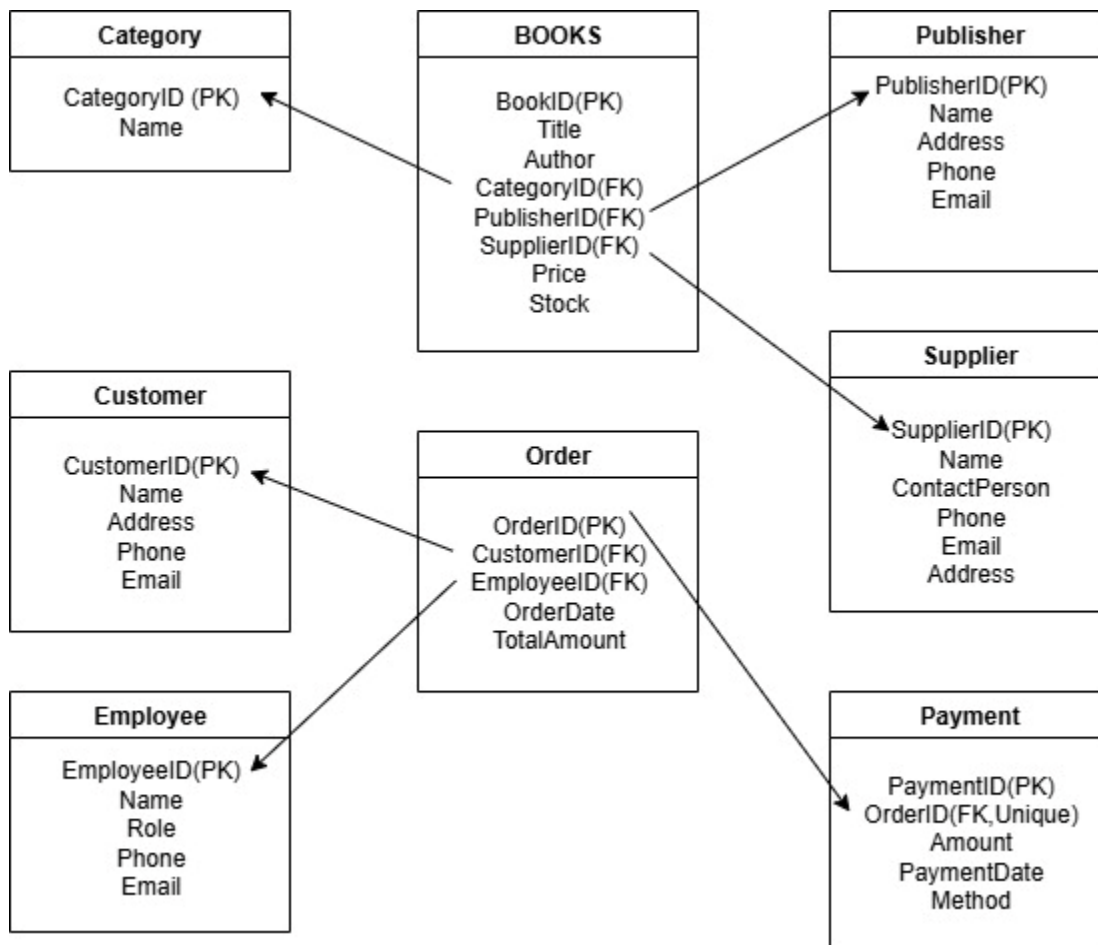 Category
CategoryID (PK)
Name
BOOKS
BookID(PK)
Title
Author
CategoryID(FK)
PublisherID(FK)
SupplierID(FK)
Price
Stock
Publisher
PublisherID(PK)
Name
Address
Phone
Email
Customer
CustomerID(PK)
Name
Address
Phone
Email
Order
OrderID(PK)
CustomerID(FK)
EmployeeID(FK)
OrderDate
TotalAmount
Supplier
SupplierID(PK)
Name
ContactPerson
Phone
Email
Address
Employee
EmployeeID(PK)
Name
Role
Phone
Email
Payment
PaymentID(PK)
OrderID(FK,Unique)
Amount
PaymentDate
Method